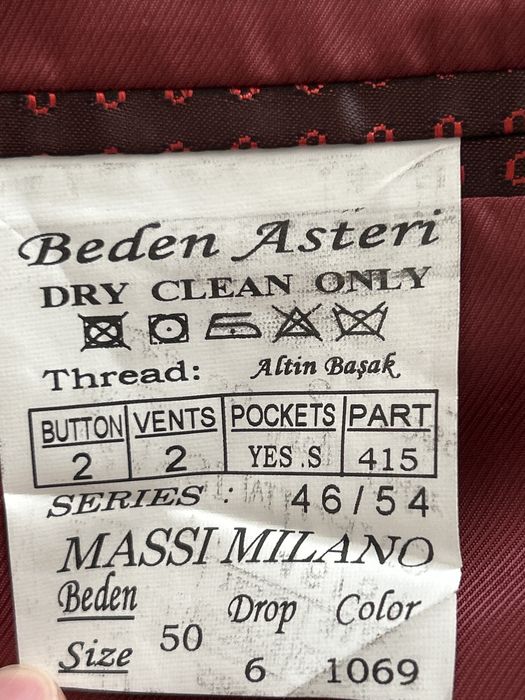 Beden Asteri
DRY CLEAN ONLY
Thread: Altin Başak
BUTTON VENTS POCKETS PART
2 2 YES .S 415
SERIES : 46/54
MASSI MILANO
Beden Drop Color
Size 50 6 1069